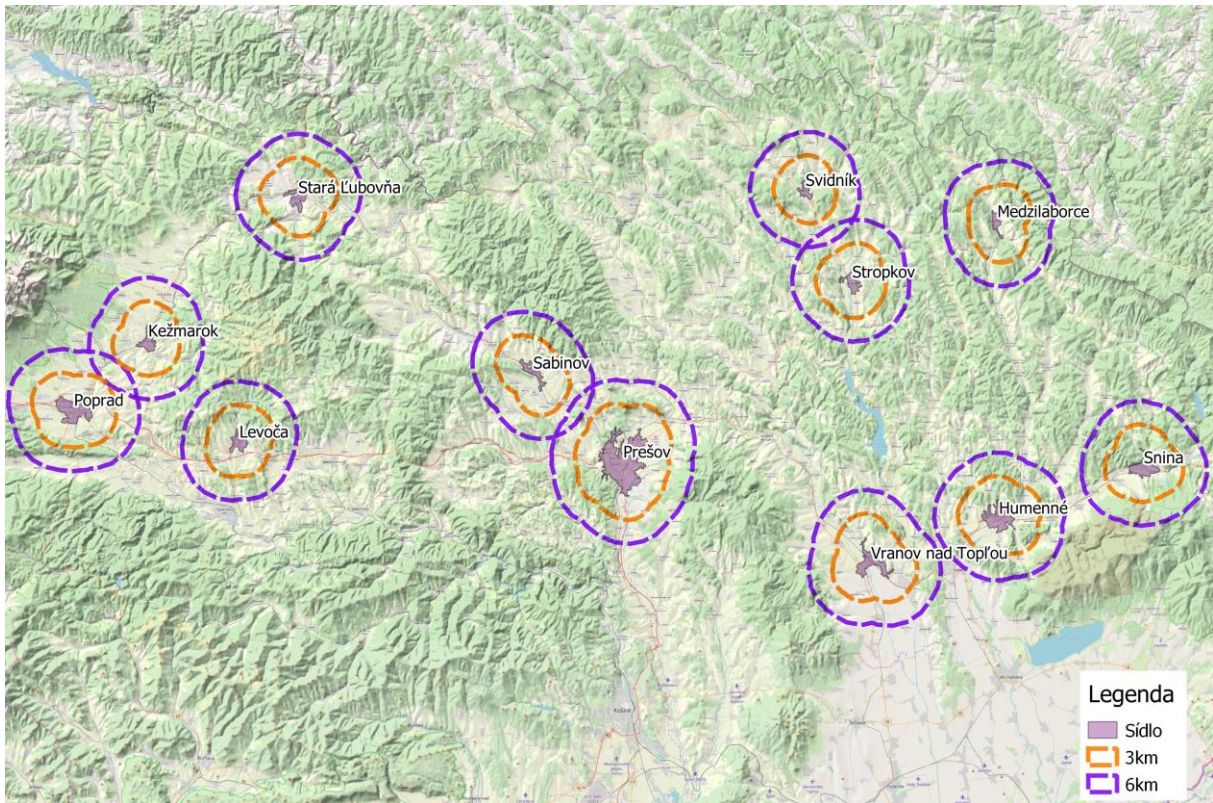 Stará Ľubovňa
Svidník
Medzilaborce
Stropkov
Kežmarok
Sabinov
Poprad
Levoča
Prešov
Snina
Humenné
Vranov nad Topľou
Košice
Legenda
Sídlo
3km
6km